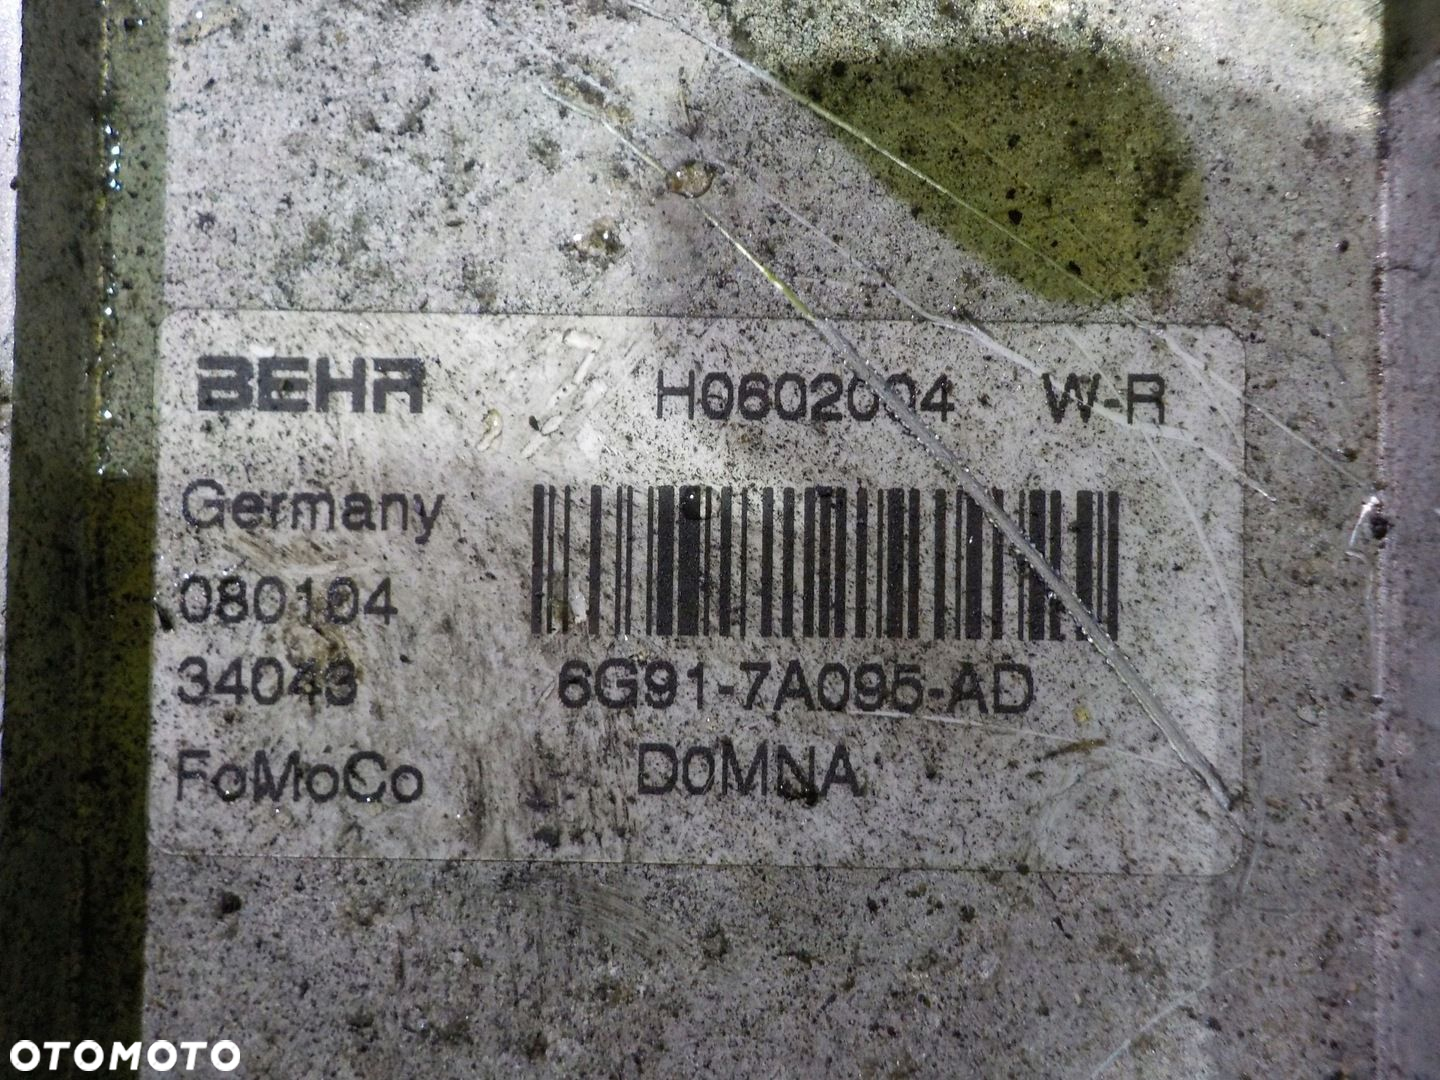 BEHR H0602004 W-R
Germany
080104
34043 6G91-7A095-AD
FoMoCo D0MNA
OTOMOTO